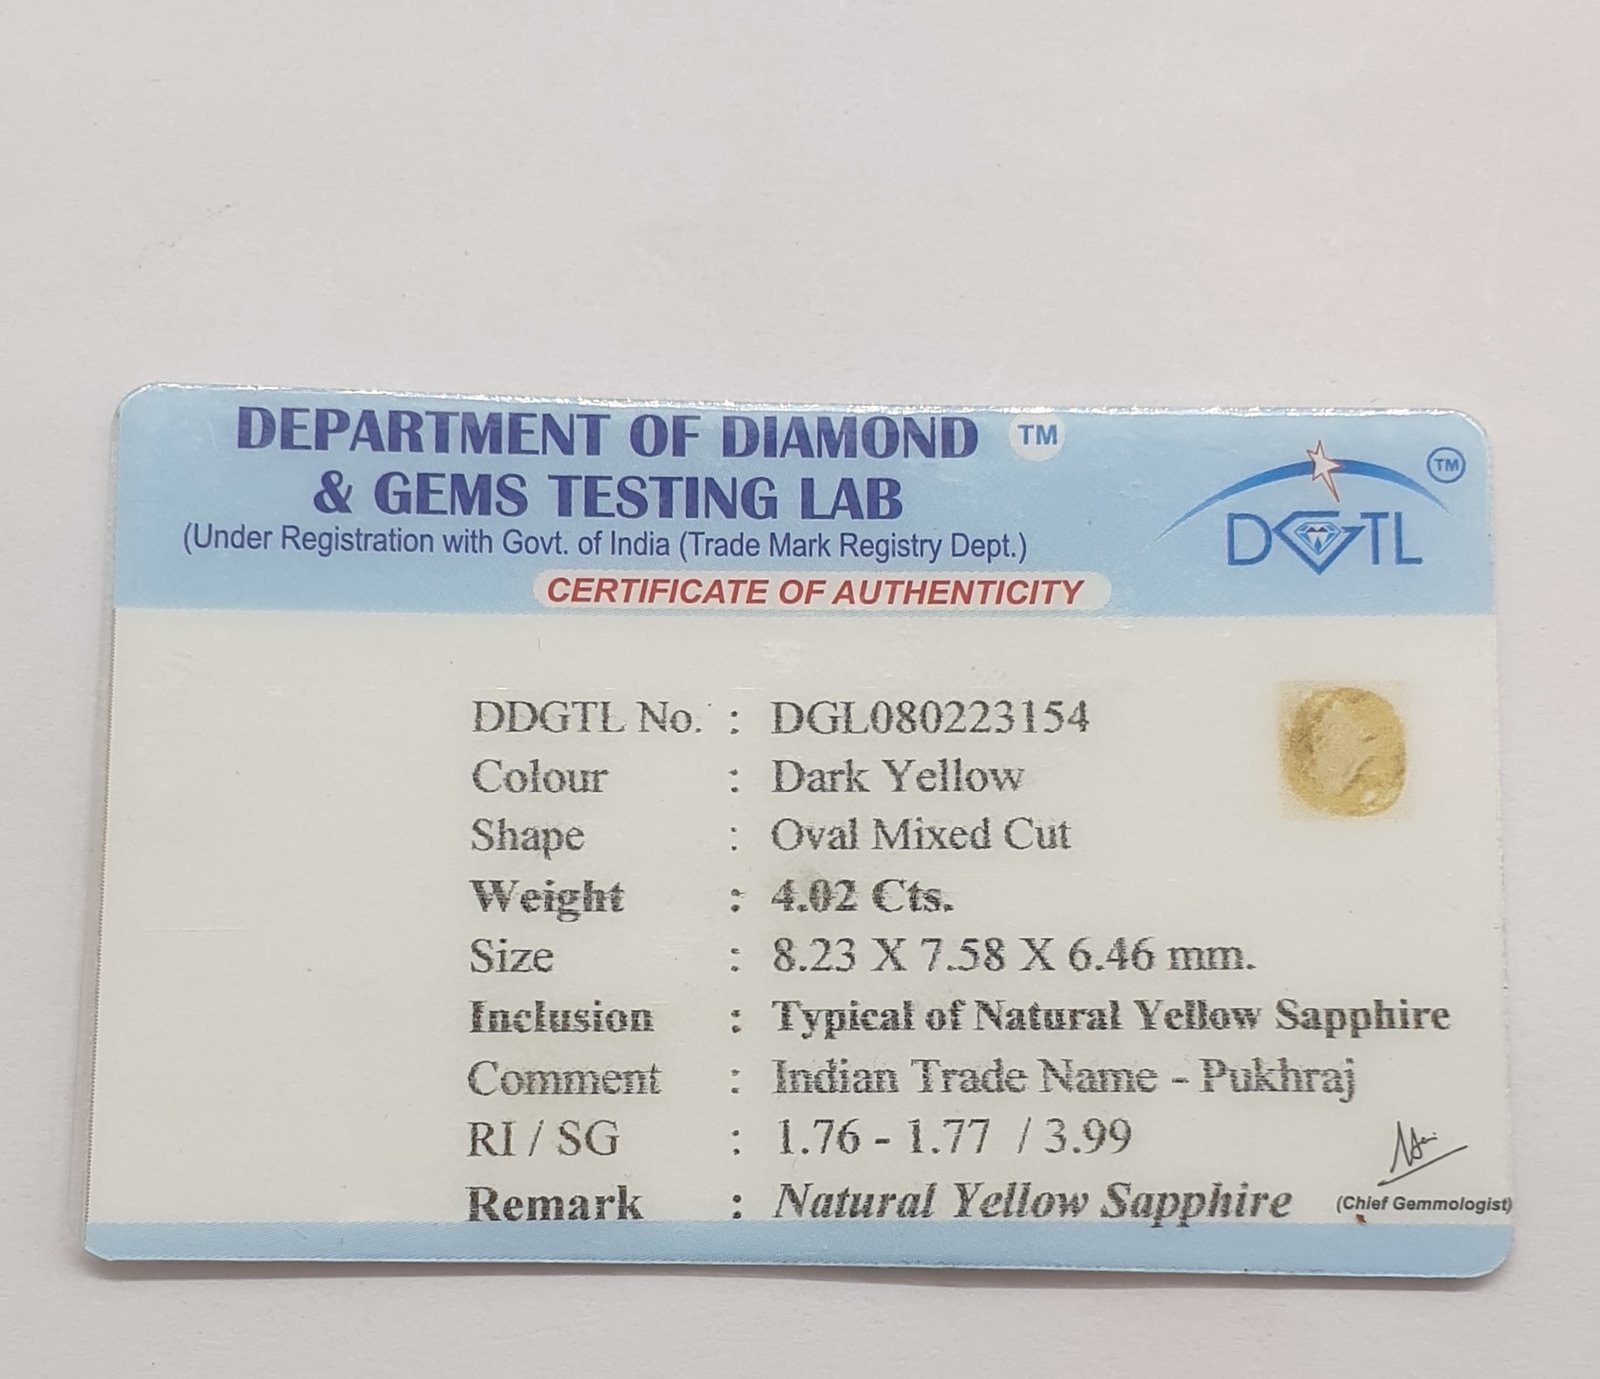 DEPARTMENT OF DIAMOND TM
& GEMS TESTING LAB
(Under Registration with Govt. of India (Trade Mark Registry Dept.)
CERTIFICATE OF AUTHENTICITY
TM
DGTL
DDGTL No. : DGL080223154
Colour : Dark Yellow
Shape : Oval Mixed Cut
Weight : 4.02 Cts.
Size : 8.23 X 7.58 X 6.46 mm.
Inclusion : Typical of Natural Yellow Sapphire
Comment : Indian Trade Name - Pukhraj
RI / SG : 1.76 - 1.77 / 3.99
Remark : Natural Yellow Sapphire
(Chief Gemmologist)